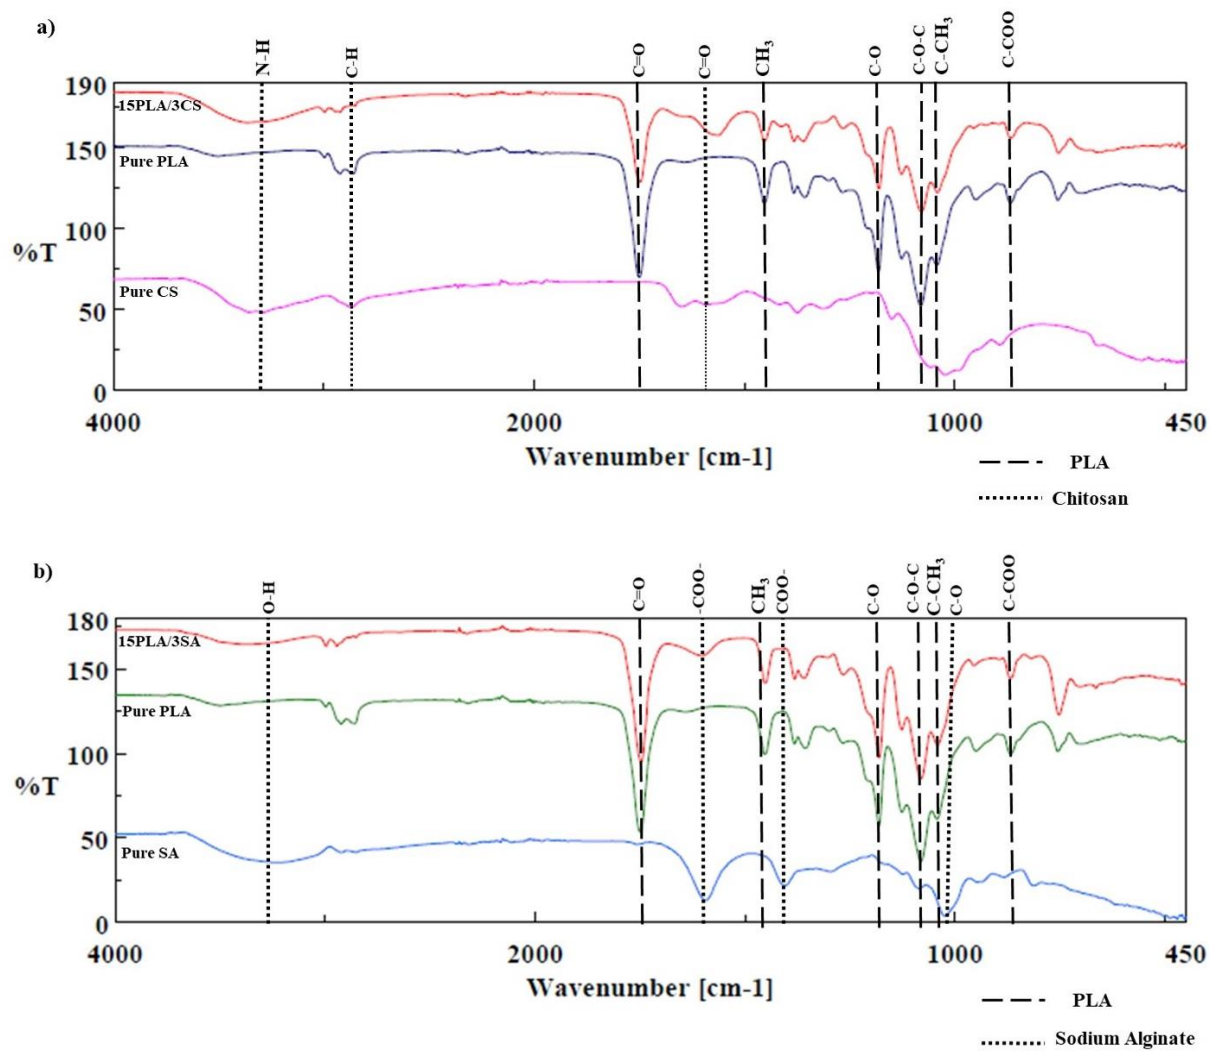 a)
N-H
C-H
C=O
C=O
CH3
C-O
C-O-C
C-CH3
C-COO
190
15PLA/3CS
150
Pure PLA
100
%T
Pure CS
50
0
4000
2000
1000
450
Wavenumber [cm-1]
PLA
Chitosan
b)
O-H
C=O
-COO-
CH3
COO-
C-O
C-O-C
C-CH3
C-O
C-COO
180
15PLA/3SA
150
Pure PLA
100
%T
50
Pure SA
0
4000
2000
1000
450
Wavenumber [cm-1]
PLA
Sodium Alginate